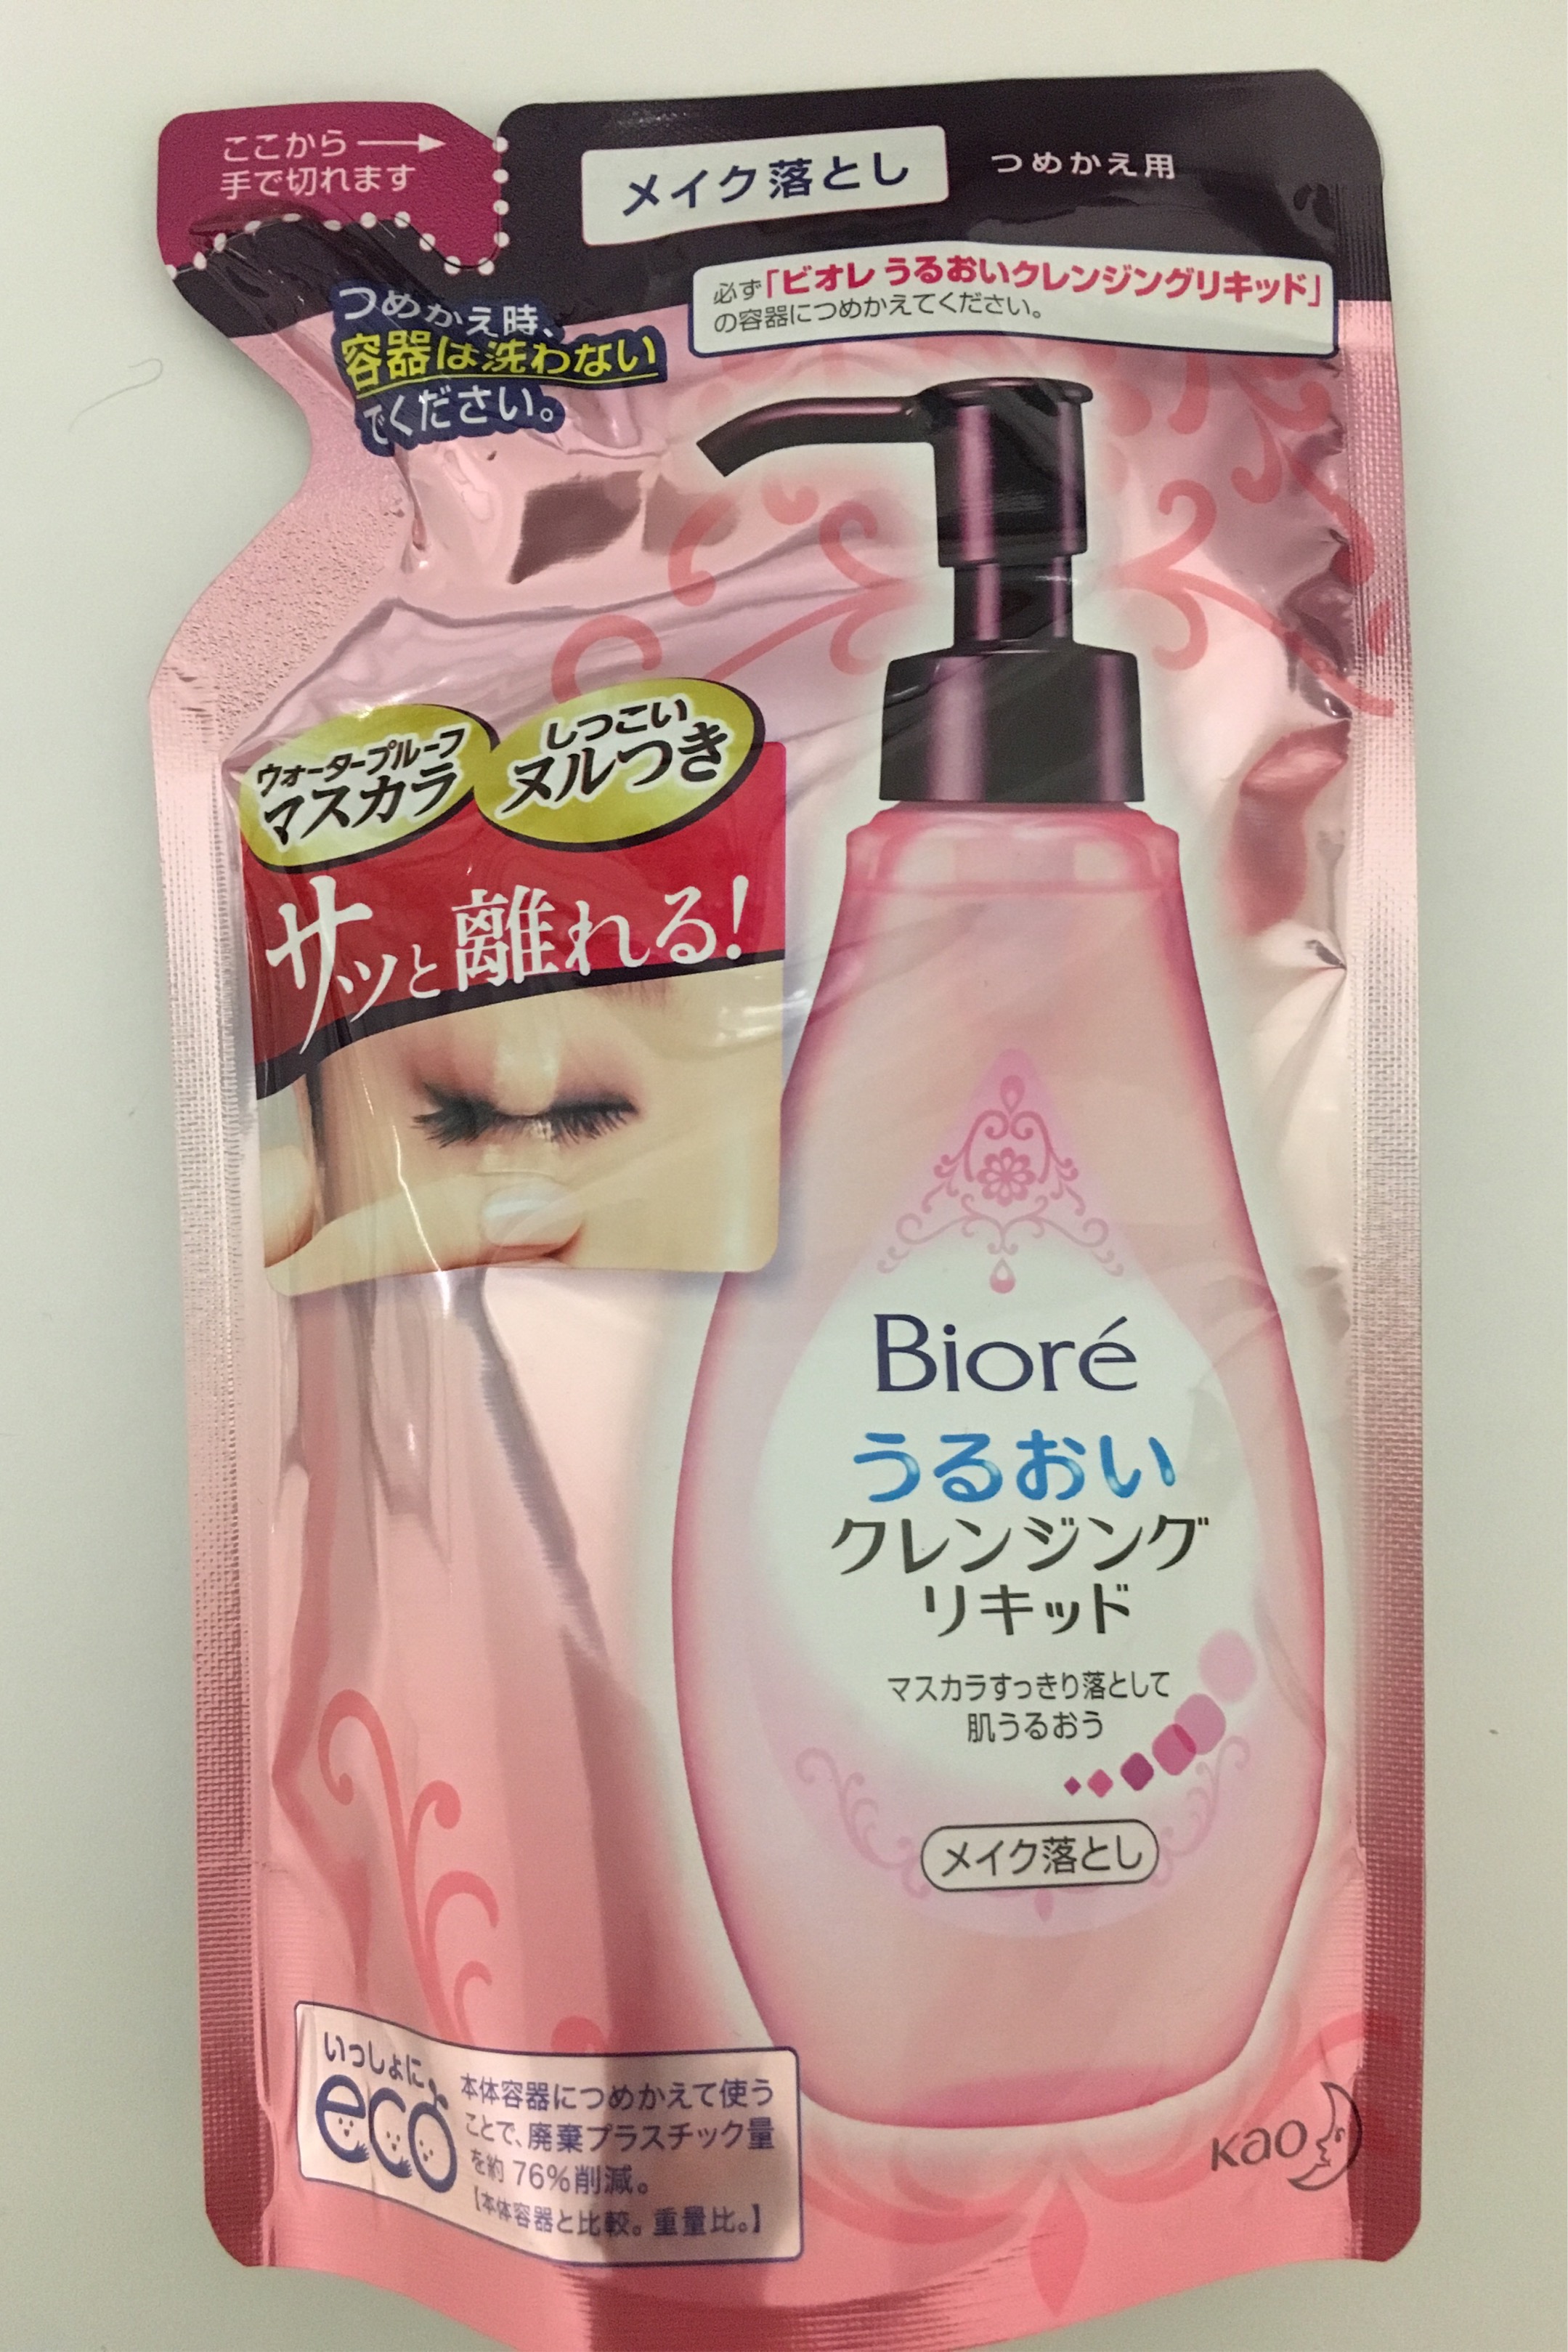 ここから
手で切れます
メイク落とし
つめかえ用
必ず「ビオレ うるおいクレンジングリキッド」
の容器につめかえてください。
つめかえ時、
容器は洗わない
でください。
ウォータープルーフ
マスカラ
しつこい
ヌルつき
サッと離れる!
Bioré
うるおい
クレンジング
リキッド
マスカラすっきり落として
肌うるおう
メイク落とし
いっしょに
eco
本体容器につめかえて使う
ことで、廃棄プラスチック量
を約 76%削減。
【本体容器と比較。重量比。】
Kao